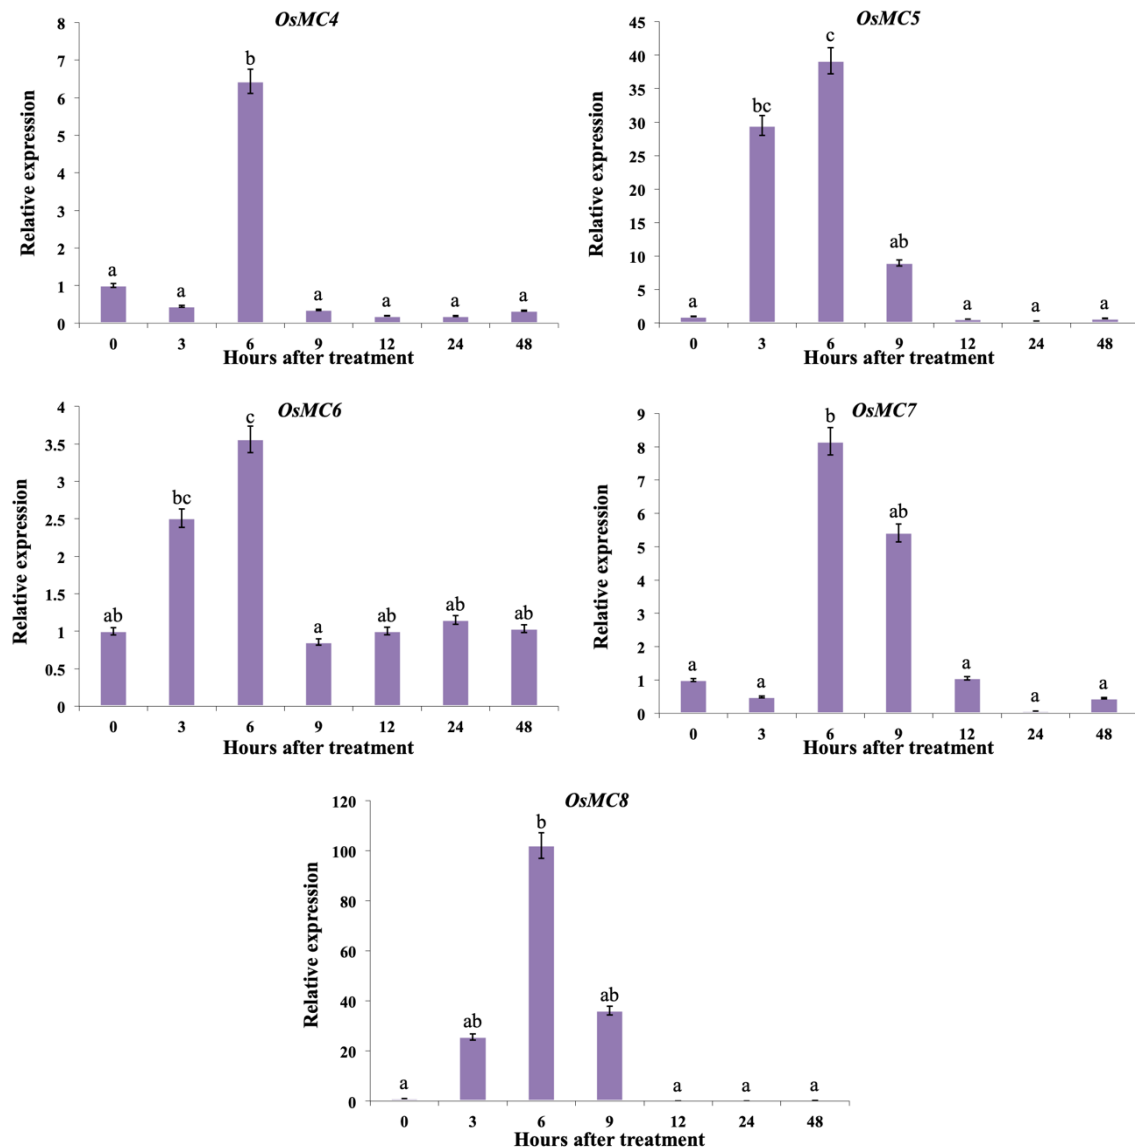 OsMC4
8
7
6
5
4
3
2
1
0
Relative expression
a
a
b
a
a
a
a
0 3 6 9 12 24 48
Hours after treatment
OsMC5
45
40
35
30
25
20
15
10
5
0
Relative expression
a
bc
c
ab
a
a
a
0 3 6 9 12 24 48
Hours after treatment
OsMC6
4
3.5
3
2.5
2
1.5
1
0.5
0
Relative expression
ab
bc
c
a
ab
ab
ab
0 3 6 9 12 24 48
Hours after treatment
OsMC7
9
8
7
6
5
4
3
2
1
0
Relative expression
a
a
b
ab
a
a
a
0 3 6 9 12 24 48
Hours after treatment
OsMC8
120
100
80
60
40
20
0
Relative expression
a
ab
b
ab
a
a
a
0 3 6 9 12 24 48
Hours after treatment